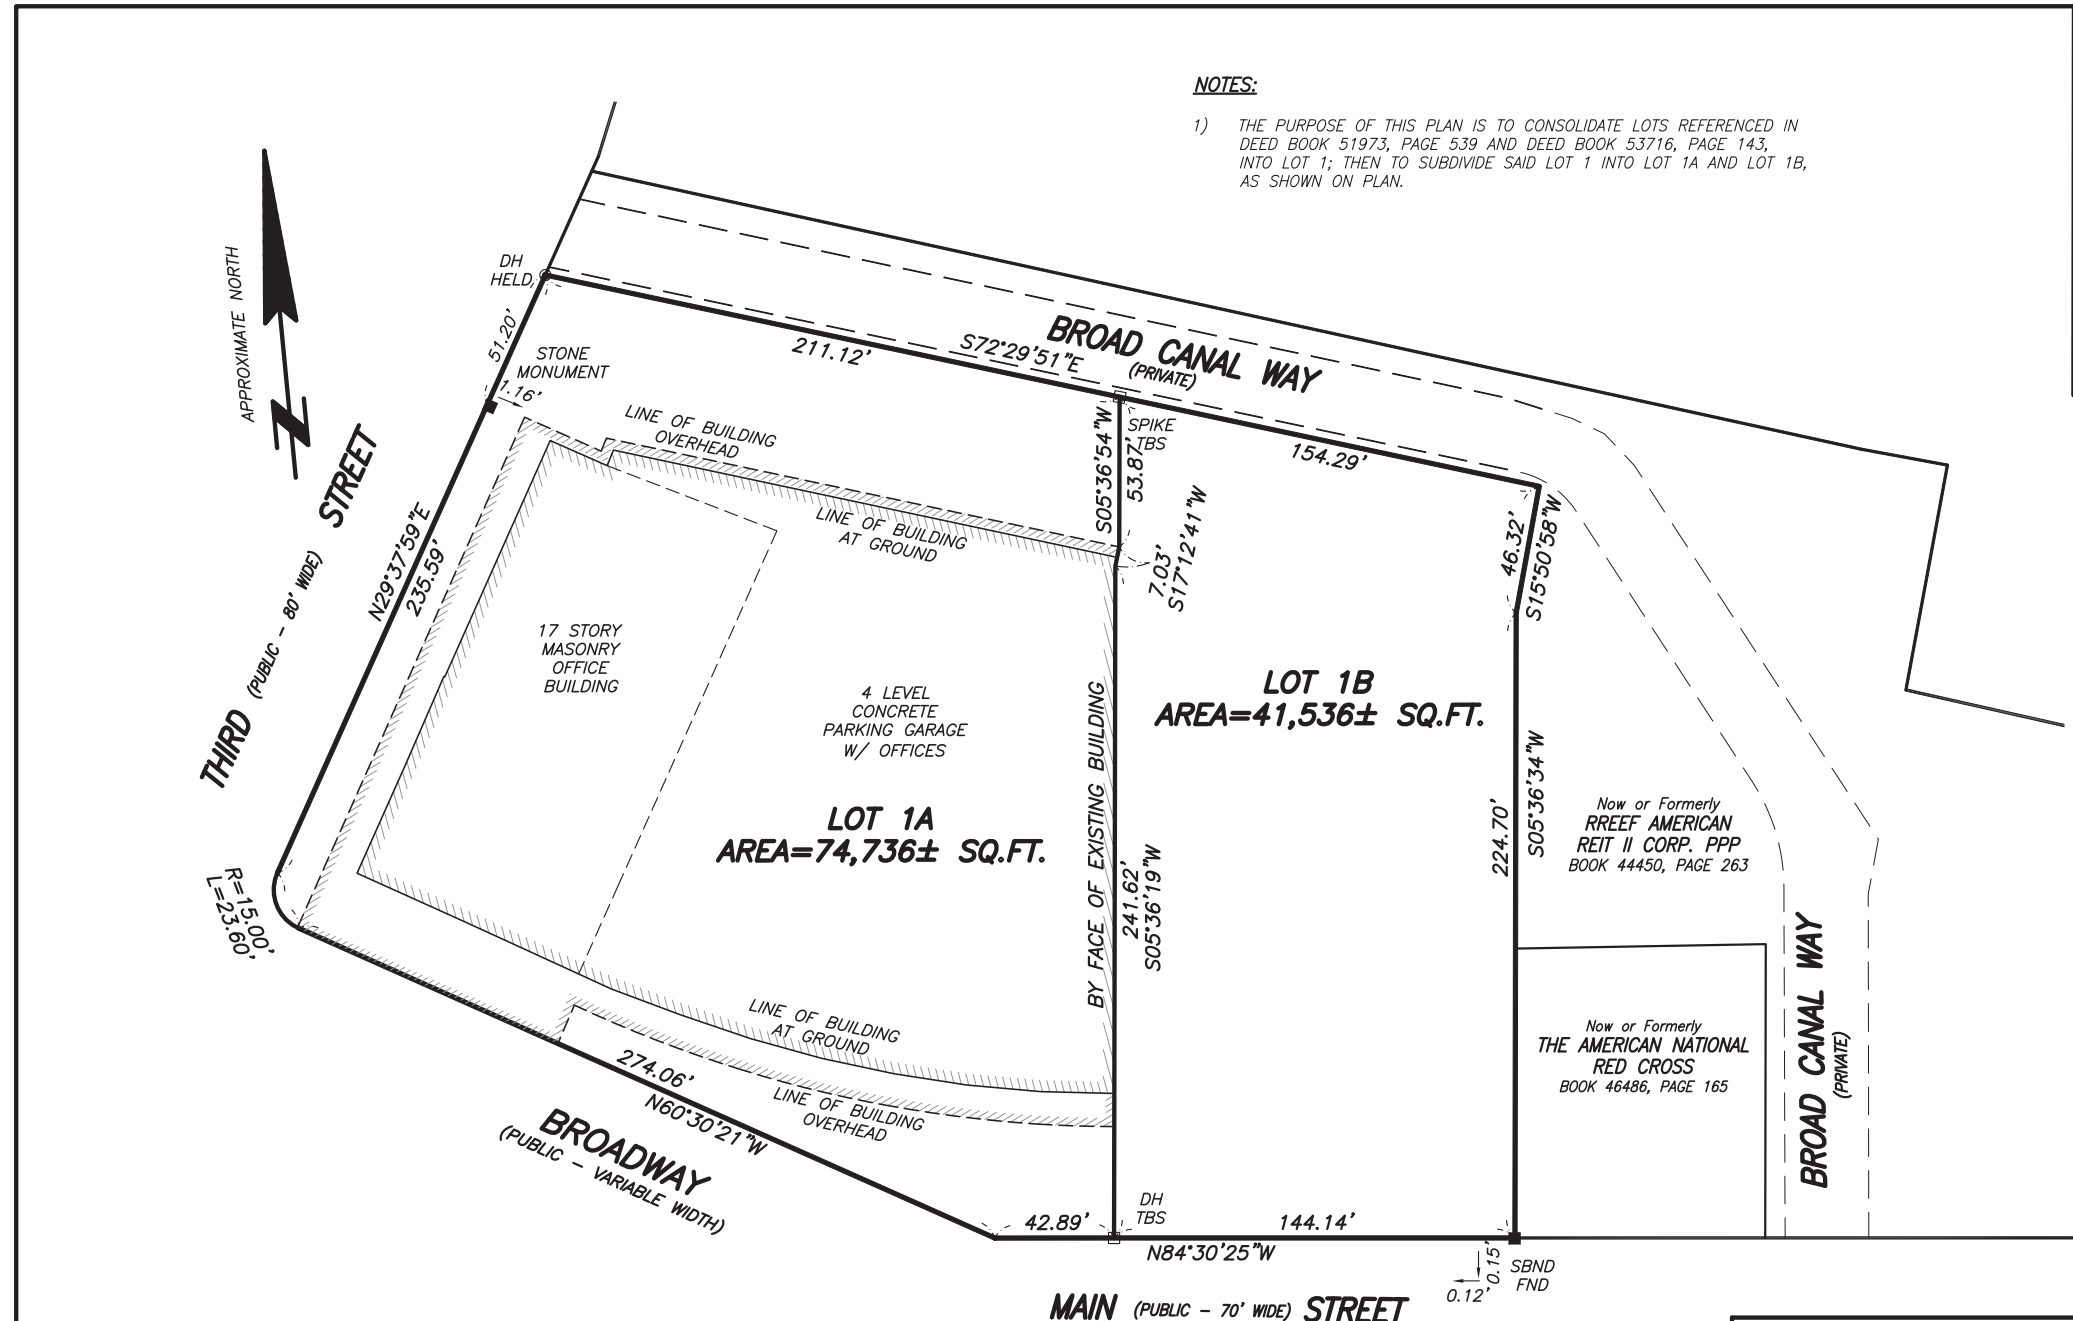 NOTES:
1) THE PURPOSE OF THIS PLAN IS TO CONSOLIDATE LOTS REFERENCED IN
DEED BOOK 51973, PAGE 539 AND DEED BOOK 53716, PAGE 143,
INTO LOT 1; THEN TO SUBDIVIDE SAID LOT 1 INTO LOT 1A AND LOT 1B,
AS SHOWN ON PLAN.
APPROXIMATE NORTH
N
DH
HELD
51.20'
STONE
MONUMENT
1.16'
211.12'
S72°29'51"E
BROAD CANAL WAY
(PRIVATE)
LINE OF BUILDING
OVERHEAD
LINE OF BUILDING
AT GROUND
S05°36'54"W
53.87'
SPIKE
TBS
154.29'
7.03'
S17°12'41"W
46.32'
S15°50'58"W
THIRD (PUBLIC - 80' WIDE) STREET
N29°37'59"E
235.59'
17 STORY
MASONRY
OFFICE
BUILDING
4 LEVEL
CONCRETE
PARKING GARAGE
W/ OFFICES
LOT 1A
AREA=74,736± SQ.FT.
LOT 1B
AREA=41,536± SQ.FT.
BY FACE OF EXISTING BUILDING
241.62'
S05°36'19"W
224.70'
S05°36'34"W
Now or Formerly
RREEF AMERICAN
REIT II CORP. PPP
BOOK 44450, PAGE 263
R=15.00'
L=23.60'
LINE OF BUILDING
AT GROUND
274.06'
N60°30'21"W
LINE OF BUILDING
OVERHEAD
BROADWAY
(PUBLIC - VARIABLE WIDTH)
Now or Formerly
THE AMERICAN NATIONAL
RED CROSS
BOOK 46486, PAGE 165
BROAD CANAL WAY
(PRIVATE)
42.89'
DH
TBS
144.14'
N84°30'25"W
0.15'
0.12'
SBND
FND
MAIN (PUBLIC - 70' WIDE) STREET